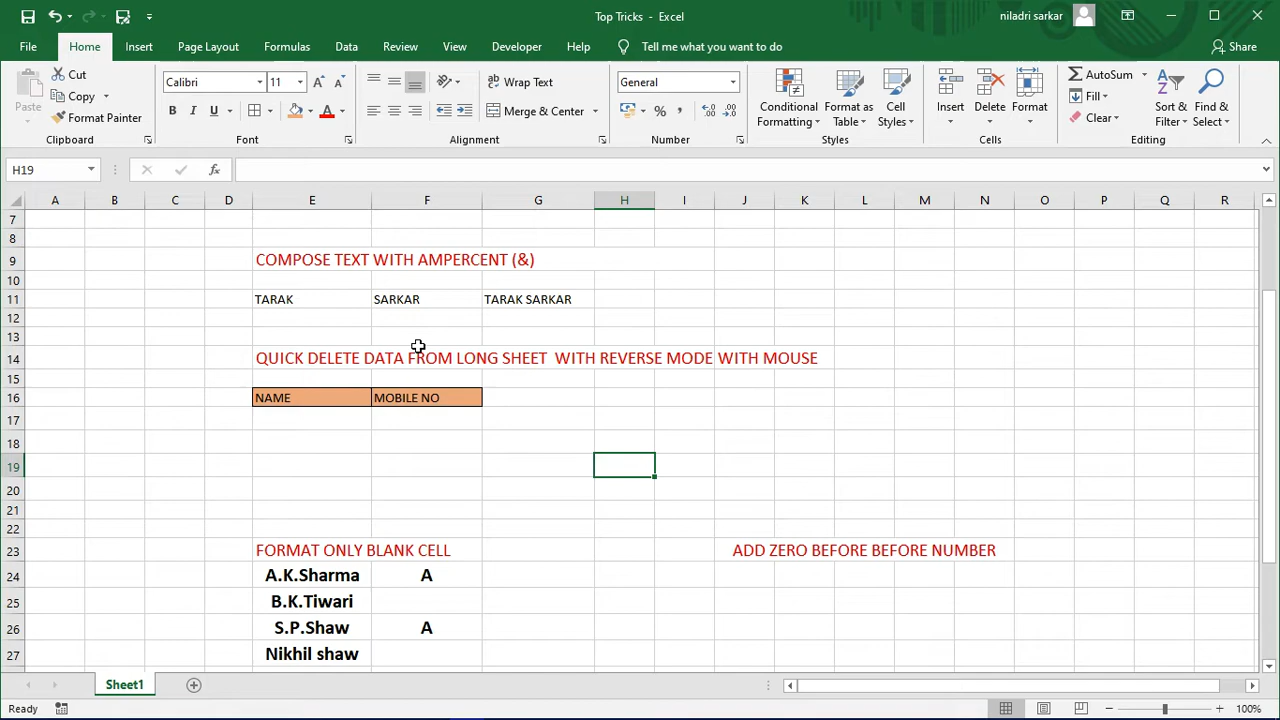 Top Tricks - Excel
niladri sarkar
File Home Insert Page Layout Formulas Data Review View Developer Help Tell me what you want to do Share
Paste
Cut
Copy
Format Painter
Clipboard
Calibri 11
B I U A
Font
Wrap Text
Merge & Center
Alignment
General
% ,
Number
Conditional Formatting
Format as Table
Cell Styles
Styles
Insert Delete Format
Cells
AutoSum
Fill
Clear
Sort & Filter
Find & Select
Editing
H19 fx
A B C D E F G H I J K L M N O P Q R
7
8
9 COMPOSE TEXT WITH AMPERCENT (&)
10
11 TARAK SARKAR TARAK SARKAR
12
13
14 QUICK DELETE DATA FROM LONG SHEET WITH REVERSE MODE WITH MOUSE
15
16 NAME MOBILE NO
17
18
19
20
21
22
23 FORMAT ONLY BLANK CELL ADD ZERO BEFORE BEFORE NUMBER
24 A.K.Sharma A
25 B.K.Tiwari
26 S.P.Shaw A
27 Nikhil shaw
Sheet1
Ready 100%